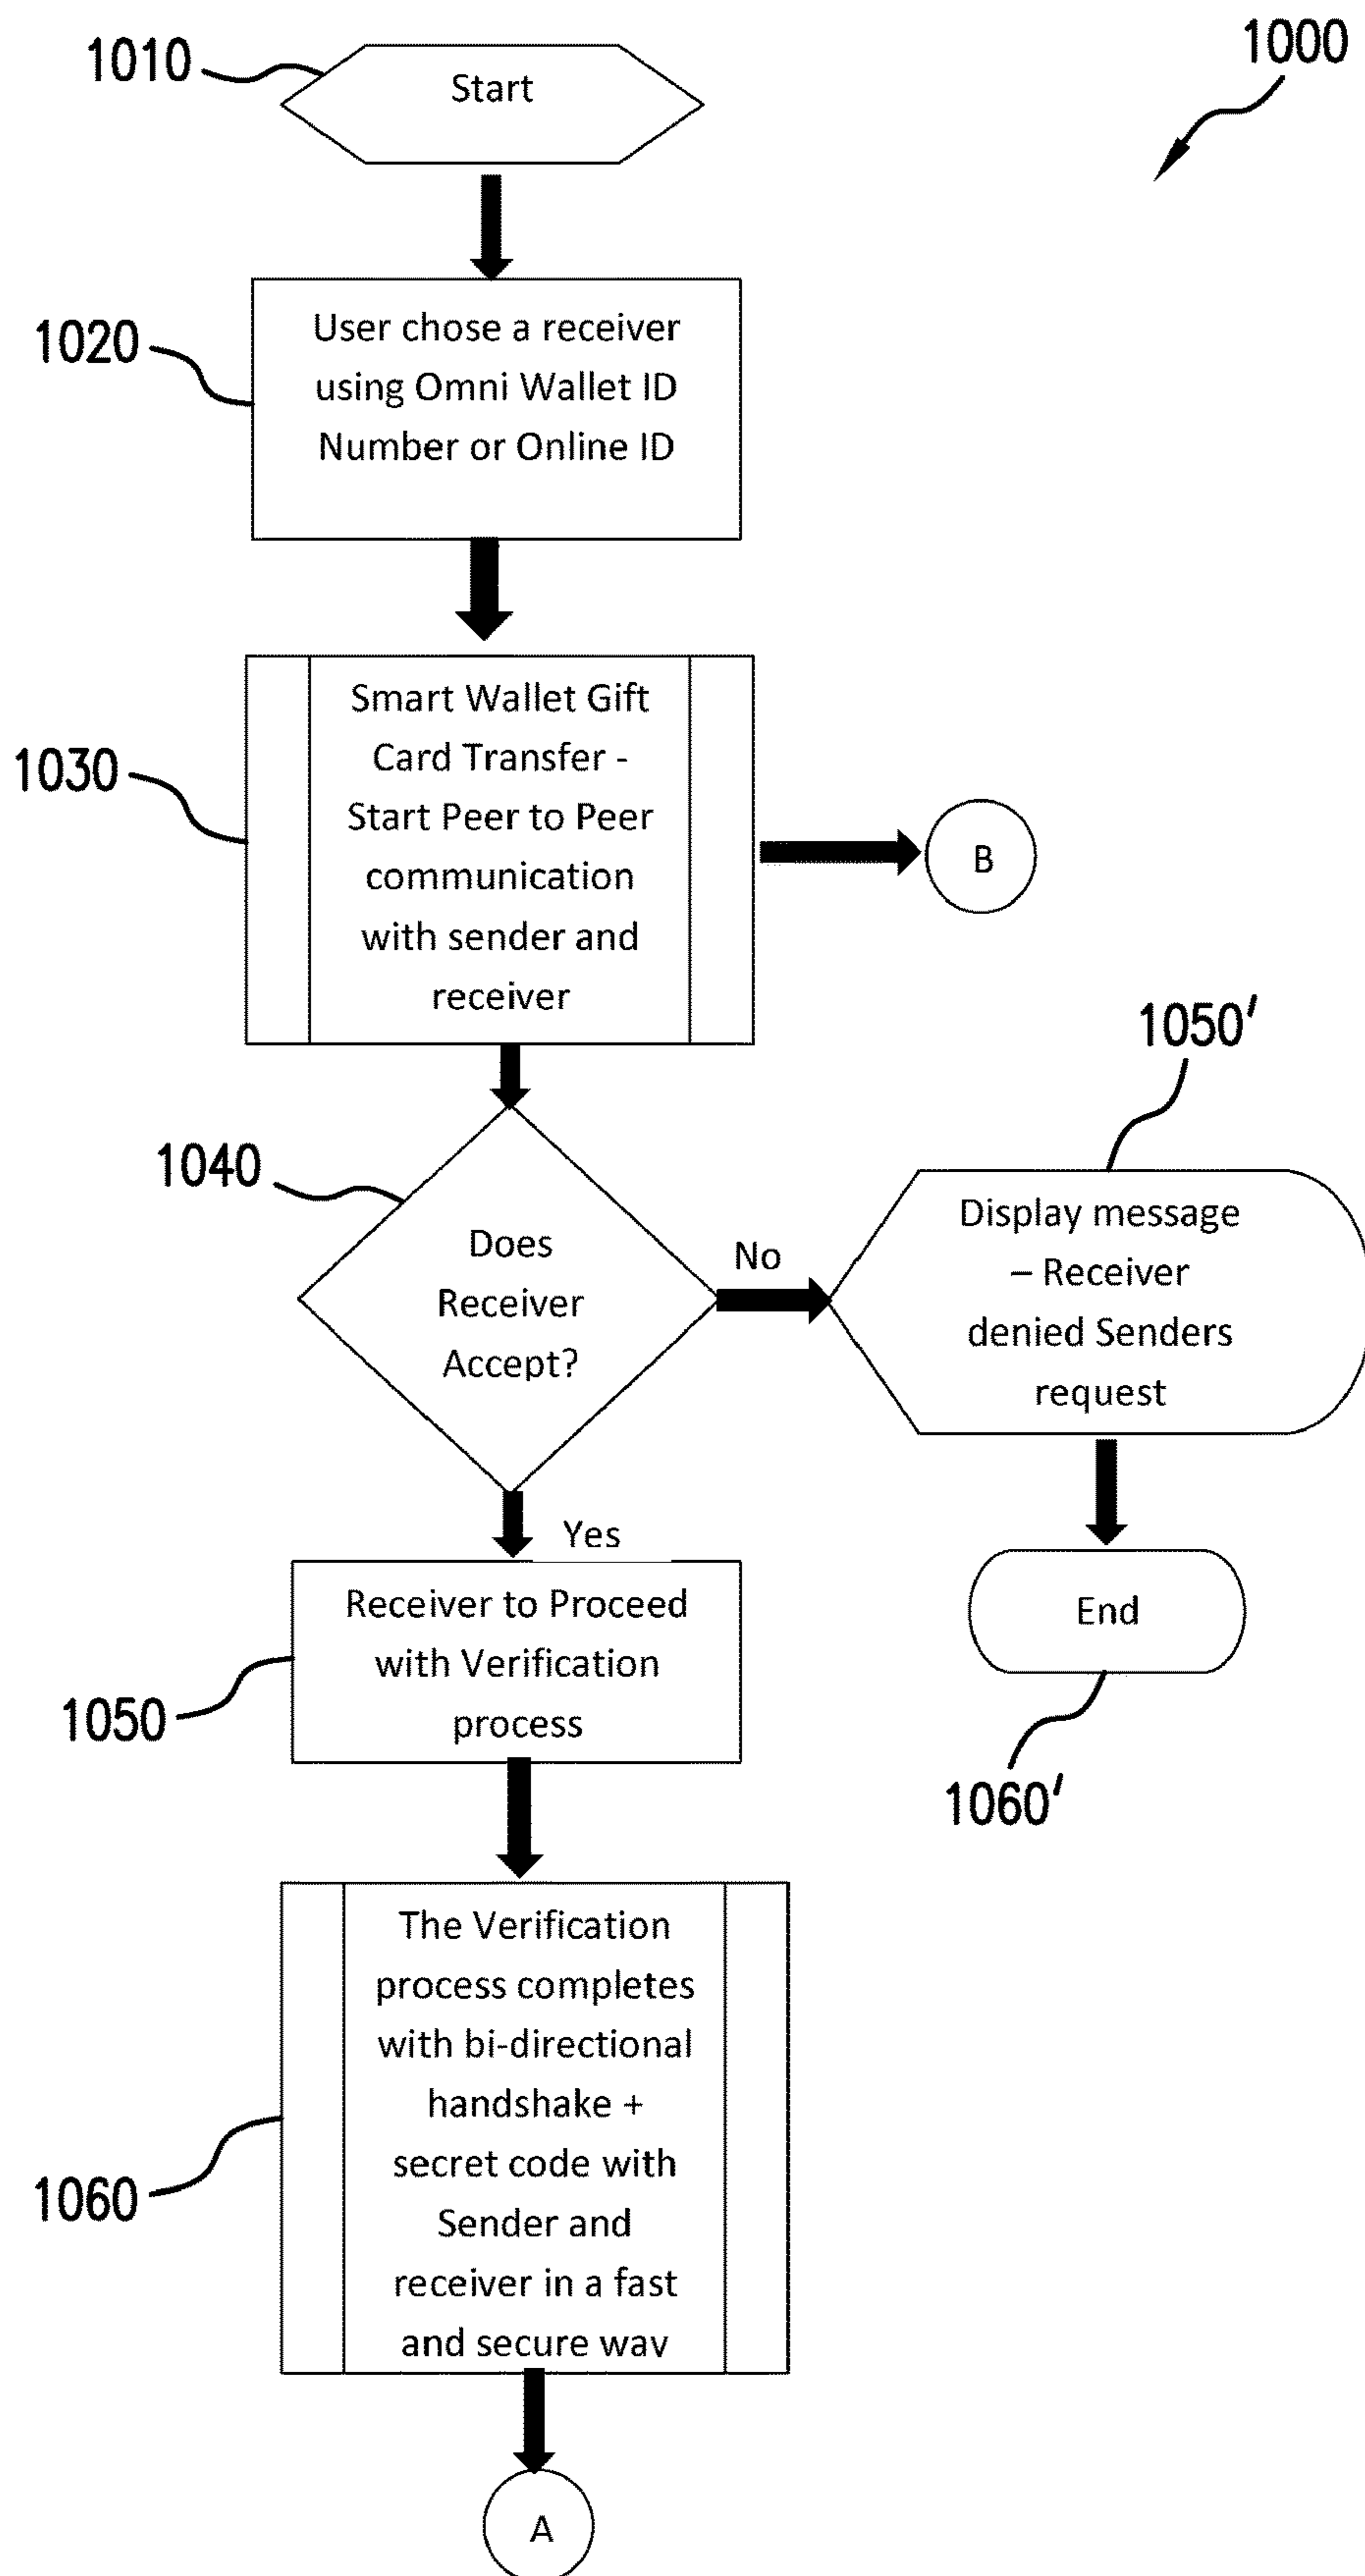 1000
1010
Start
1020
User chose a receiver
using Omni Wallet ID
Number or Online ID
1030
Smart Wallet Gift
Card Transfer -
Start Peer to Peer
communication
with sender and
receiver
B
1040
Does
Receiver
Accept?
No
1050'
Display message
– Receiver
denied Senders
request
End
1060'
Yes
1050
Receiver to Proceed
with Verification
process
1060
The Verification
process completes
with bi-directional
handshake +
secret code with
Sender and
receiver in a fast
and secure way
A